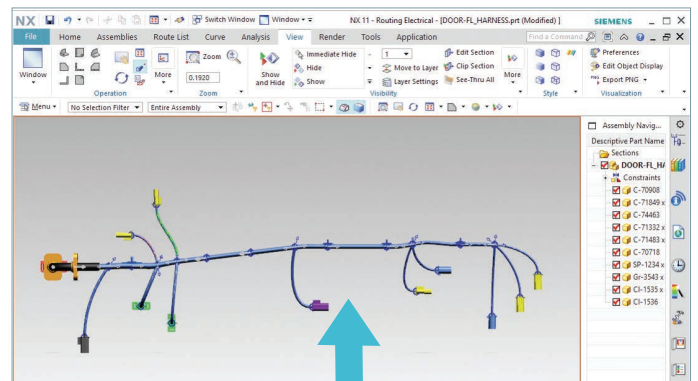 NX Switch Window Window NX 11 - Routing Electrical - [DOOR-FL_HARNESS.prt (Modified) ] SIEMENS
File Home Assemblies Route List Curve Analysis View Render Tools Application Find a Command
Window
More
Operation
Zoom
0.1920
Zoom
Show and Hide
Immediate Hide
Hide
Show
1
Move to Layer
Layer Settings
Visibility
Edit Section
Clip Section
See-Thru All
More
Style
Preferences
Edit Object Display
PNG Export PNG
Visualization
Menu No Selection Filter Entire Assembly
Assembly Navig...
Descriptive Part Name
Sections
DOOR-FL_HA
Constraints
C-70908
C-71849 x
C-74463
C-71332 x
C-71483 x
C-70718
SP-1234 x
Gr-3543 x
Cl-1535 x
Cl-1536